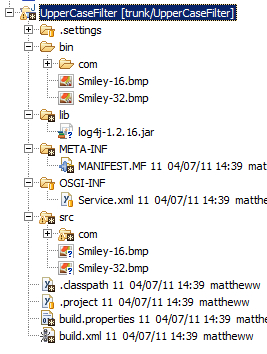 UpperCaseFilter [trunk/UpperCaseFilter]
.settings
bin
com
Smiley-16.bmp
Smiley-32.bmp
lib
log4j-1.2.16.jar
META-INF
MANIFEST.MF 11 04/07/11 14:39 matt
OSGI-INF
Service.xml 11 04/07/11 14:39 matthew
src
com
Smiley-16.bmp
Smiley-32.bmp
.classpath 11 04/07/11 14:39 mattheww
.project 11 04/07/11 14:39 mattheww
build.properties 11 04/07/11 14:39 mattheww
build.xml 11 04/07/11 14:39 mattheww